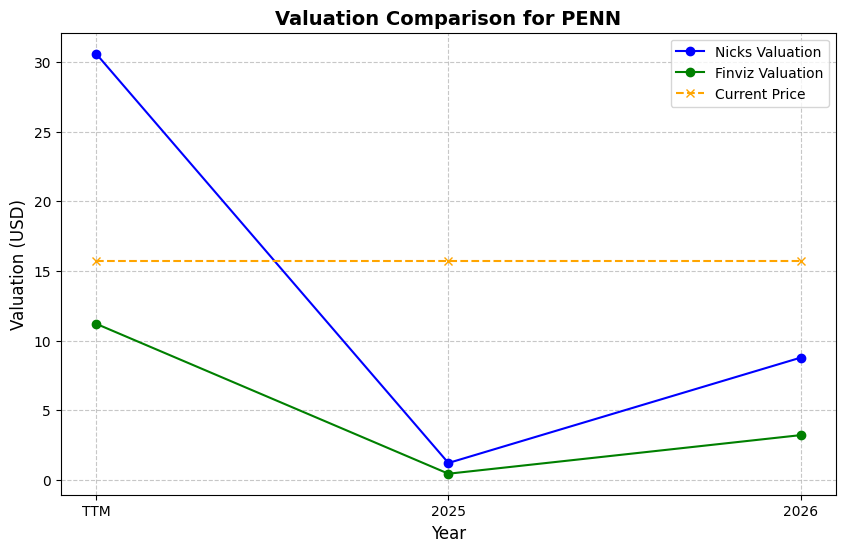 Valuation Comparison for PENN
Nicks Valuation
Finviz Valuation
Current Price
Valuation (USD)
30
25
20
15
10
5
0
TTM
2025
2026
Year